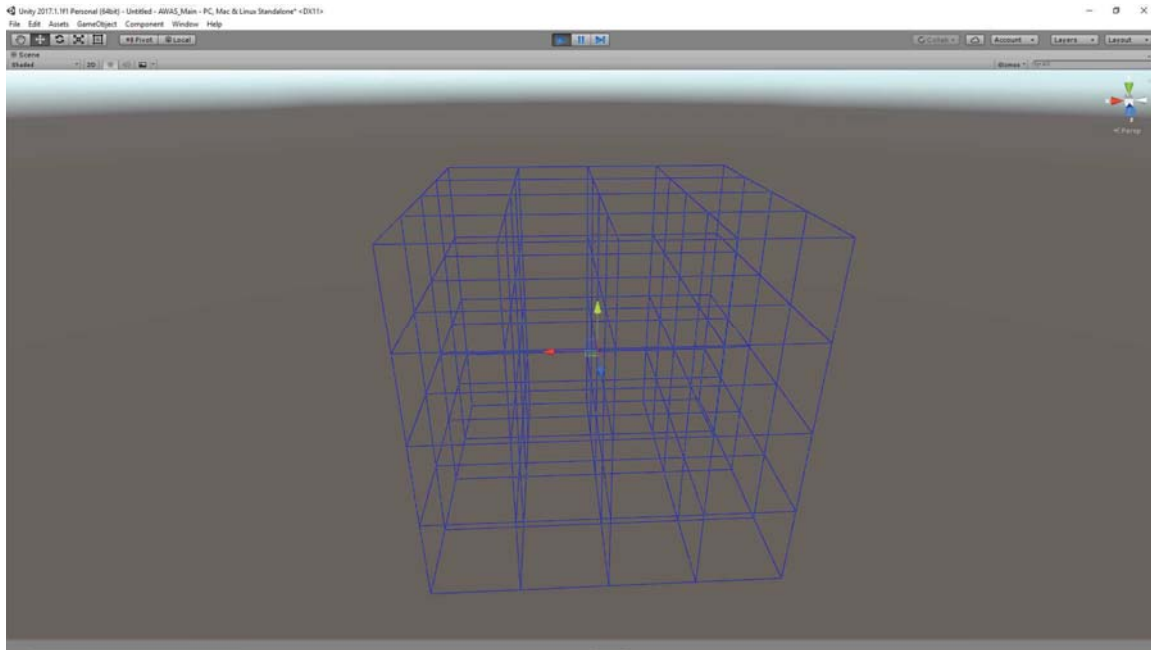 Unity 2017.1.1f1 Personal (64bit) - Untitled - AWAS_Main - PC, Mac & Linux Standalone* <DX11>
File Edit Assets GameObject Component Window Help
Pivot Local Collab Account Layers Layout
Scene
Shaded 2D Gizmos
Persp